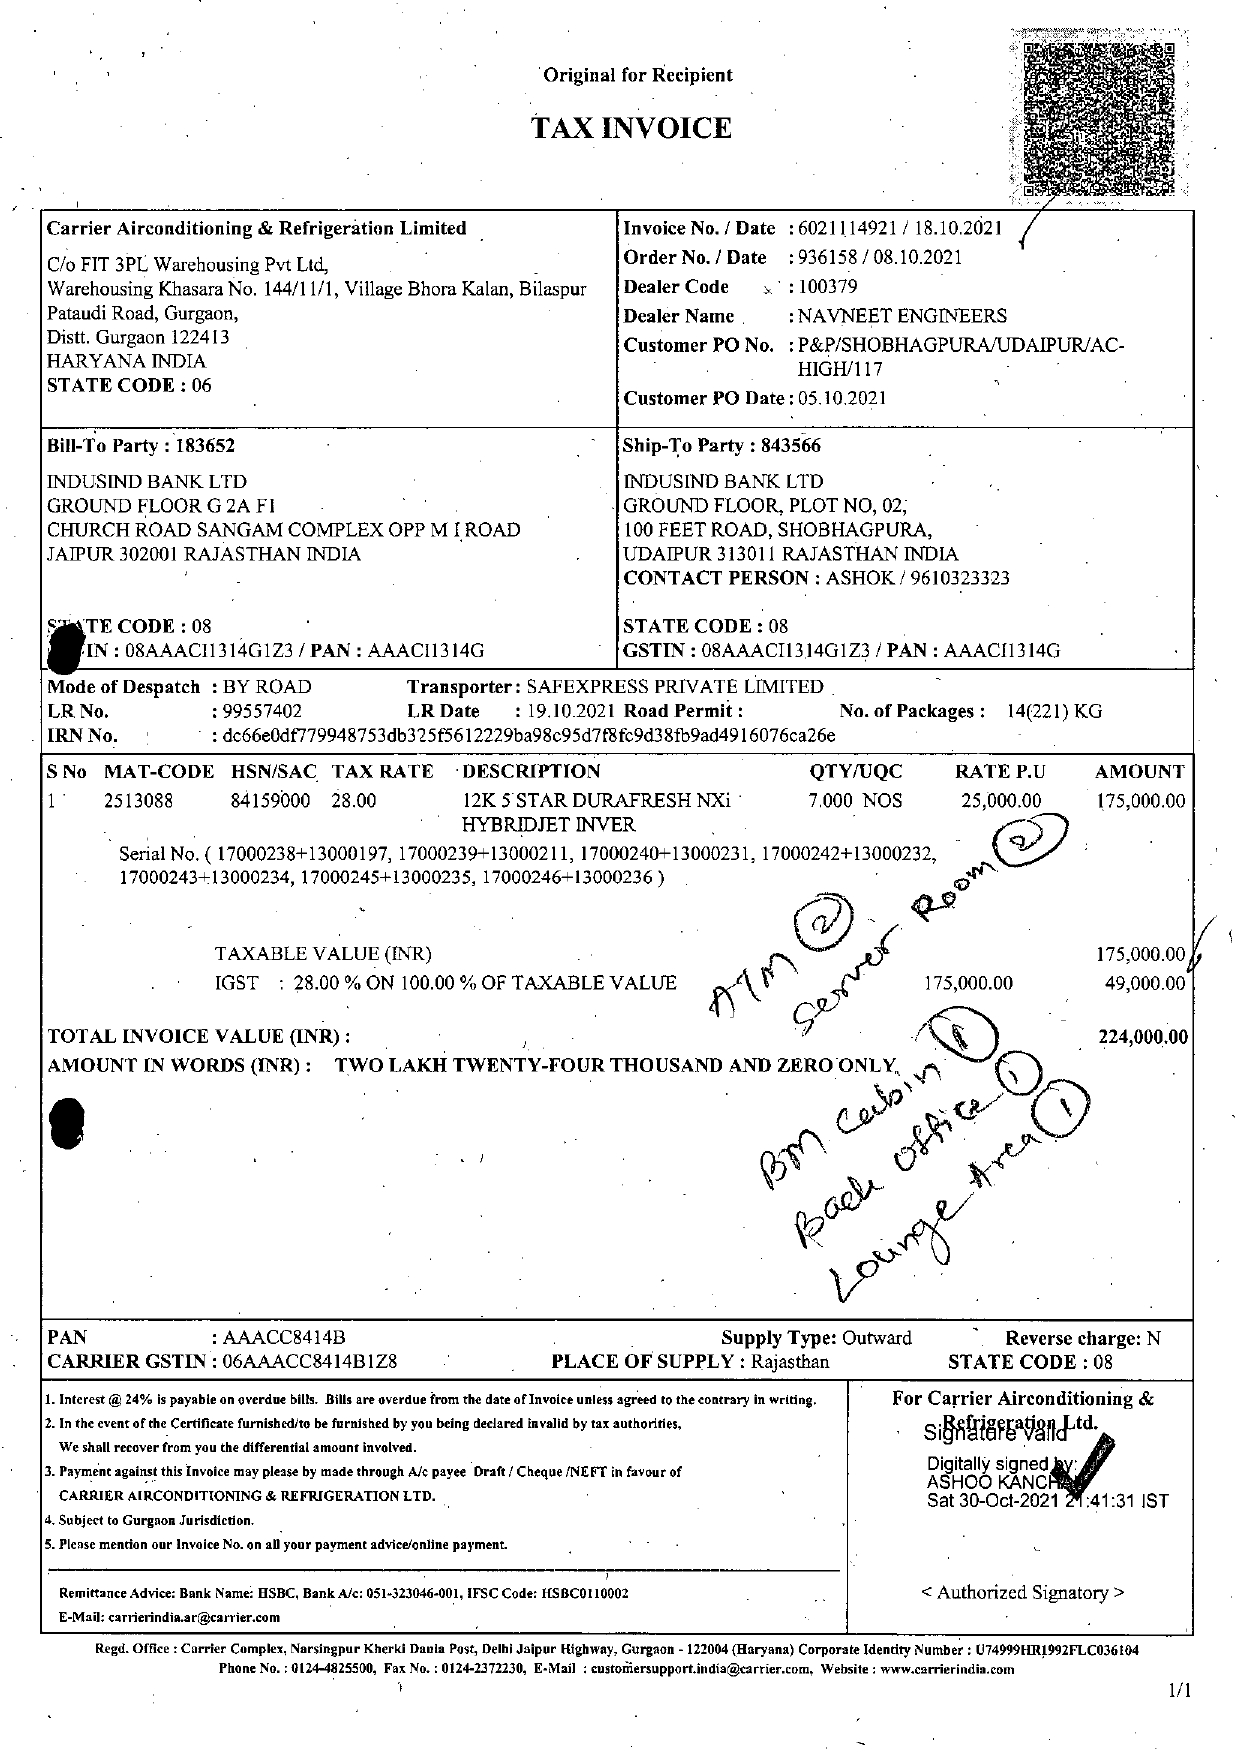 Original for Recipient
TAX INVOICE
Carrier Airconditioning & Refrigeration Limited
C/o FIT 3PL Warehousing Pvt Ltd,
Warehousing Khasara No. 144/11/1, Village Bhora Kalan, Bilaspur
Pataudi Road, Gurgaon,
Distt. Gurgaon 122413
HARYANA INDIA
STATE CODE : 06
Invoice No. / Date : 6021114921 / 18.10.2021
Order No. / Date : 936158 / 08.10.2021
Dealer Code : 100379
Dealer Name : NAVNEET ENGINEERS
Customer PO No. : P&P/SHOBHAGPURA/UDAIPUR/AC-
HIGH/117
Customer PO Date : 05.10.2021
Bill-To Party : 183652
INDUSIND BANK LTD
GROUND FLOOR G 2A F1
CHURCH ROAD SANGAM COMPLEX OPP M I ROAD
JAIPUR 302001 RAJASTHAN INDIA
STATE CODE : 08
IN : 08AAACI1314G1Z3 / PAN : AAACI1314G
Ship-To Party : 843566
INDUSIND BANK LTD
GROUND FLOOR, PLOT NO, 02,
100 FEET ROAD, SHOBHAGPURA,
UDAIPUR 313011 RAJASTHAN INDIA
CONTACT PERSON : ASHOK / 9610323323
STATE CODE : 08
GSTIN : 08AAACI1314G1Z3 / PAN : AAACI1314G
Mode of Despatch : BY ROAD Transporter : SAFEXPRESS PRIVATE LIMITED
LR No. : 99557402 LR Date : 19.10.2021 Road Permit : No. of Packages : 14(221) KG
IRN No. : dc66e0df779948753db325f5612229ba98c95d7f8fc9d38fb9ad4916076ca26e
S No MAT-CODE HSN/SAC TAX RATE DESCRIPTION QTY/UQC RATE P.U AMOUNT
1 2513088 84159000 28.00 12K 5 STAR DURAFRESH NXi 7.000 NOS 25,000.00 175,000.00
HYBRIDJET INVER
Serial No. ( 17000238+13000197, 17000239+13000211, 17000240+13000231, 17000242+13000232,
17000243+13000234, 17000245+13000235, 17000246+13000236 )
Server Room 2
ATM 2
TAXABLE VALUE (INR) 175,000.00
IGST : 28.00 % ON 100.00 % OF TAXABLE VALUE 175,000.00 49,000.00
TOTAL INVOICE VALUE (INR) : 224,000.00
AMOUNT IN WORDS (INR) : TWO LAKH TWENTY-FOUR THOUSAND AND ZERO ONLY
BM Cabin 1
Back office 1
Lounge Area 1
PAN : AAACC8414B Supply Type: Outward Reverse charge: N
CARRIER GSTIN : 06AAACC8414B1Z8 PLACE OF SUPPLY : Rajasthan STATE CODE : 08
1. Interest @ 24% is payable on overdue bills. Bills are overdue from the date of Invoice unless agreed to the contrary in writing.
2. In the event of the Certificate furnished/to be furnished by you being declared invalid by tax authorities,
We shall recover from you the differential amount involved.
3. Payment against this Invoice may please by made through A/c payee Draft / Cheque /NEFT in favour of
CARRIER AIRCONDITIONING & REFRIGERATION LTD.
4. Subject to Gurgaon Jurisdiction.
5. Please mention our Invoice No. on all your payment advice/online payment.
Remittance Advice: Bank Name: HSBC, Bank A/c: 051-323046-001, IFSC Code: HSBC0110002
E-Mail: carrierindia.ar@carrier.com
For Carrier Airconditioning &
Refrigeration Ltd.
Signature valid
Digitally signed by:
ASHOO KANCHA
Sat 30-Oct-2021 21:41:31 IST
< Authorized Signatory >
Regd. Office : Carrier Complex, Narsingpur Kherki Daula Post, Delhi Jaipur Highway, Gurgaon - 122004 (Haryana) Corporate Identity Number : U74999HR1992FLC036104
Phone No. : 0124-4825500, Fax No. : 0124-2372230, E-Mail : customersupport.india@carrier.com, Website : www.carrierindia.com
1/1